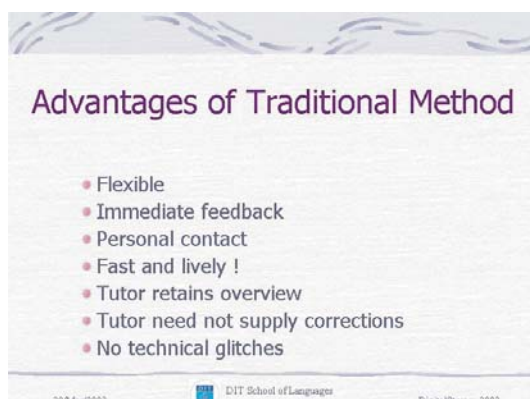 Advantages of Traditional Method
Flexible
Immediate feedback
Personal contact
Fast and lively !
Tutor retains overview
Tutor need not supply corrections
No technical glitches
DIT School of Languages